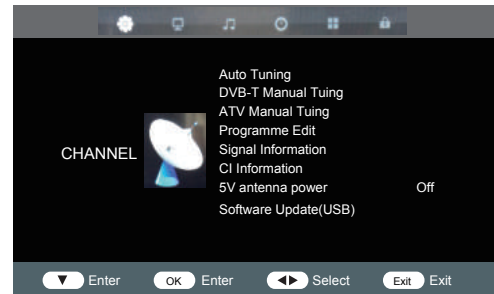 Auto Tuning
DVB-T Manual Tuing
ATV Manual Tuing
Programme Edit
CHANNEL
Signal Information
CI Information
5V antenna power Off
Software Update(USB)
Enter OK Enter Select Exit Exit